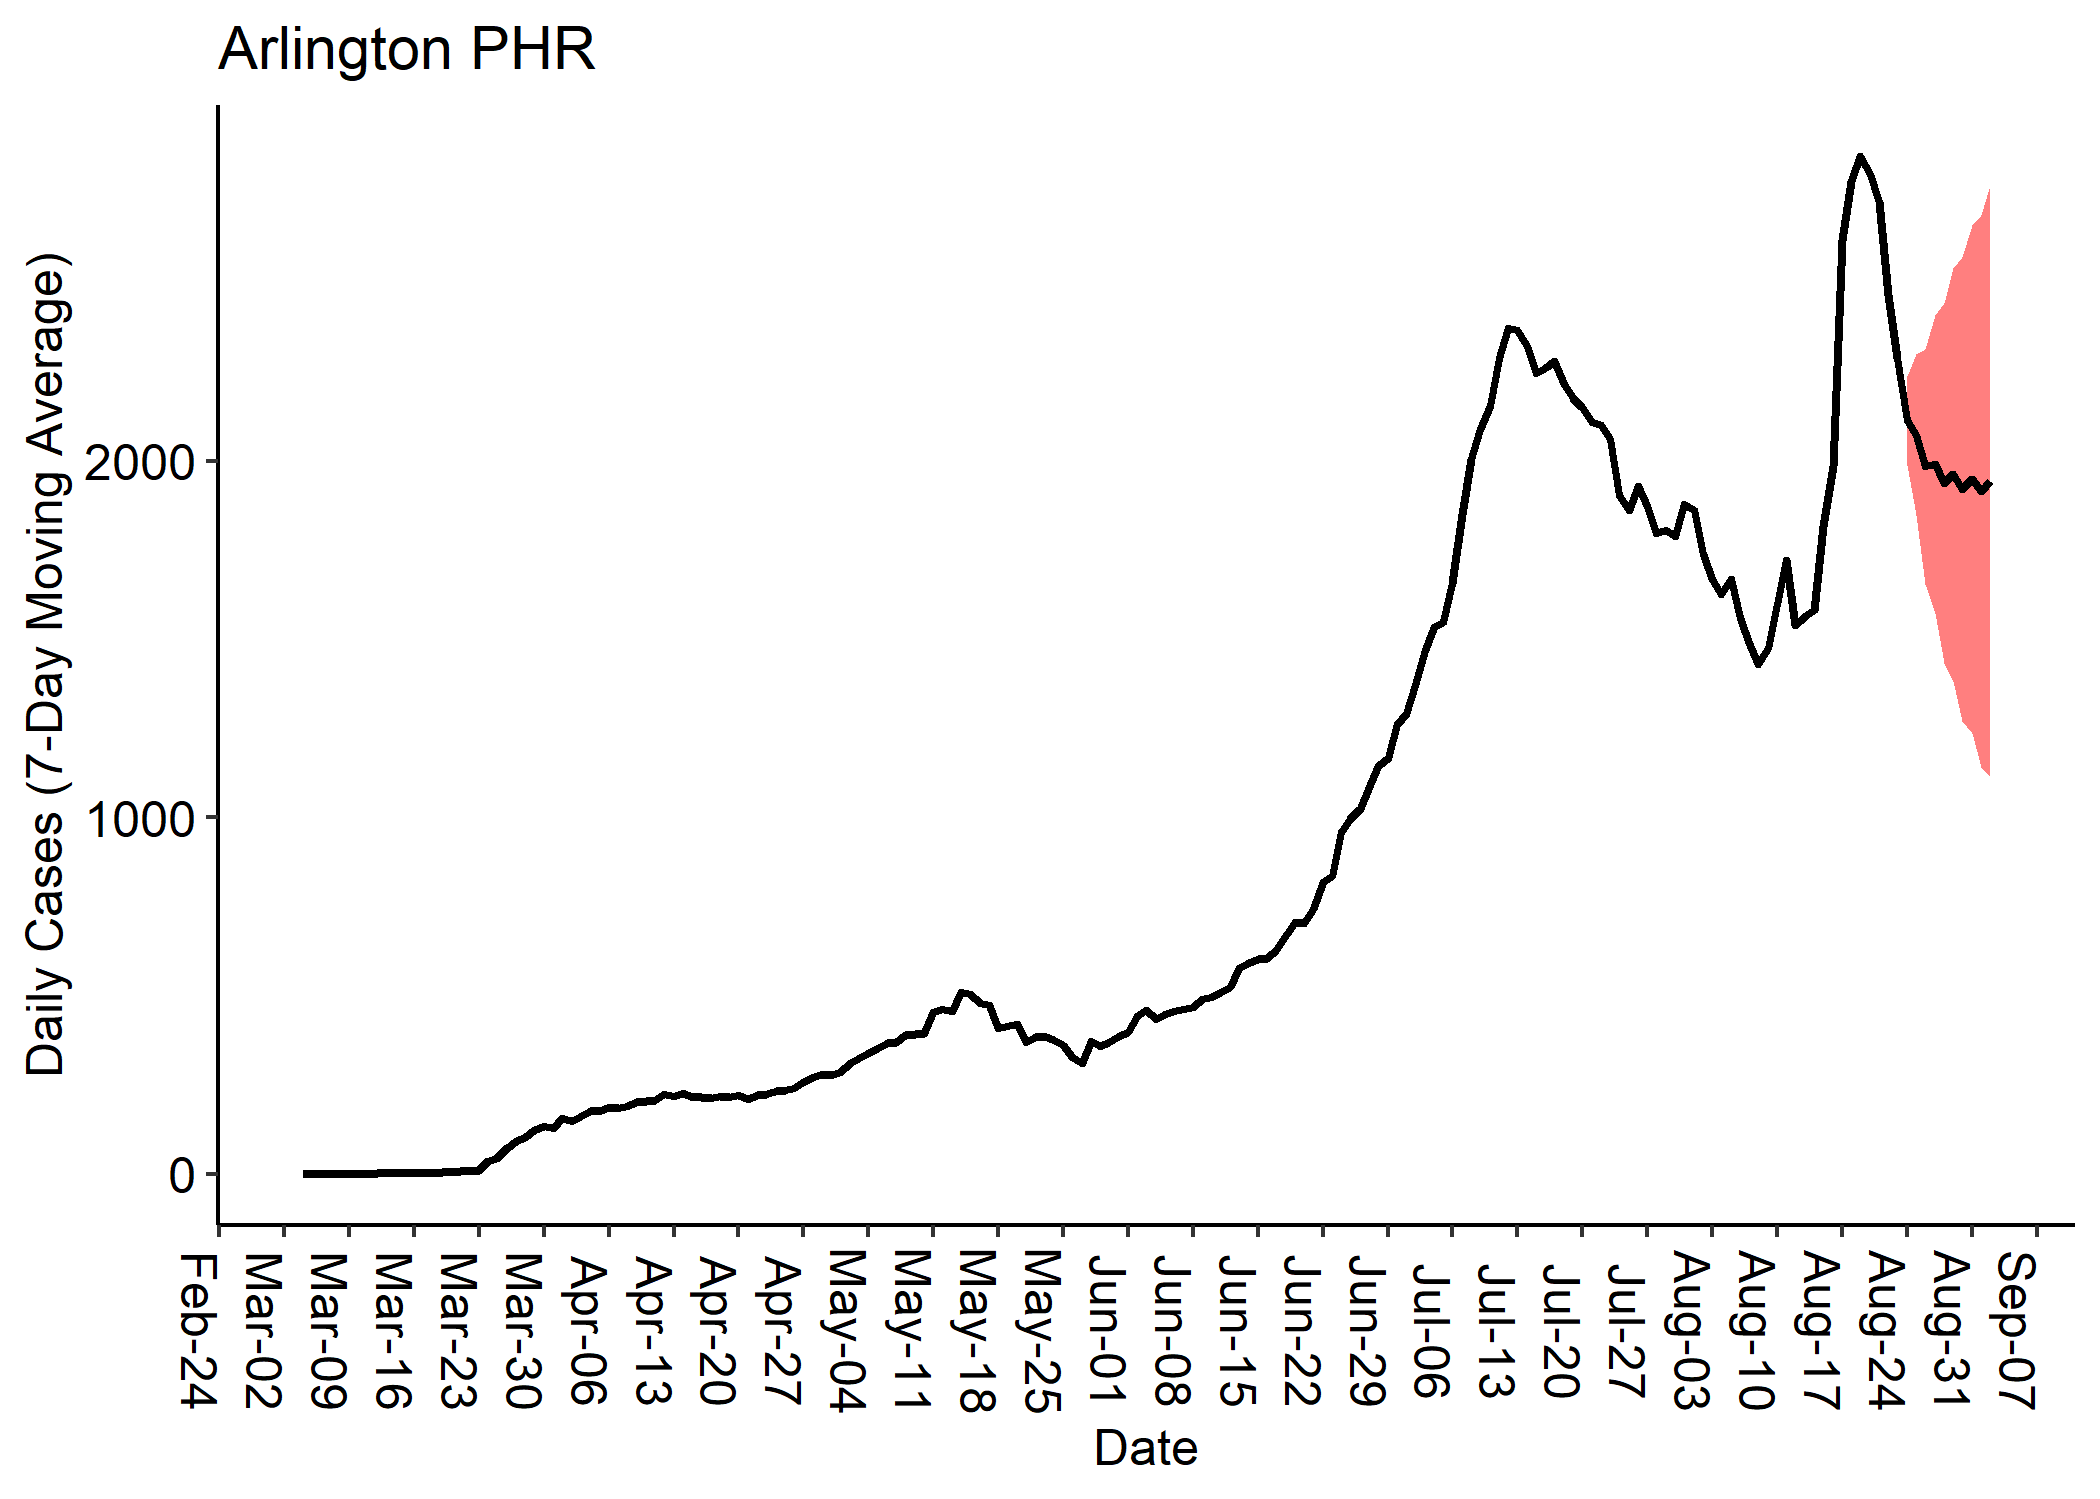 Arlington PHR
Daily Cases (7-Day Moving Average)
2000
1000
0
Feb-24
Mar-02
Mar-09
Mar-16
Mar-23
Mar-30
Apr-06
Apr-13
Apr-20
Apr-27
May-04
May-11
May-18
May-25
Jun-01
Jun-08
Jun-15
Jun-22
Jun-29
Jul-06
Jul-13
Jul-20
Jul-27
Aug-03
Aug-10
Aug-17
Aug-24
Aug-31
Sep-07
Date